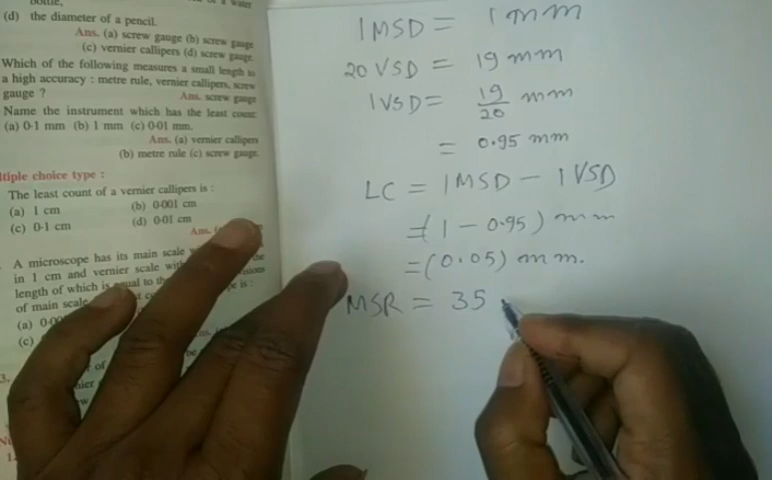 (d) the diameter of a pencil.
Ans. (a) screw gauge (b) screw gauge
(c) vernier callipers (d) screw gauge.
Which of the following measures a small length to
a high accuracy : metre rule, vernier callipers, screw
gauge ?
Ans. screw gauge
Name the instrument which has the least count
(a) 0·1 mm (b) 1 mm (c) 0·01 mm.
Ans. (a) vernier callipers
(b) metre rule (c) screw gauge.
ltiple choice type :
The least count of a vernier callipers is :
(a) 1 cm (b) 0·001 cm
(c) 0·1 cm (d) 0·01 cm
Ans.
A microscope has its main scale
in 1 cm and vernier scale
length of which is equal to
of main scale
(a)
(c)
1 MSD = 1 mm
20 VSD = 19 mm
1 VSD = 19/20 mm
= 0.95 mm
LC = 1 MSD - 1 VSD
= (1 - 0.95) mm
= (0.05) mm.
MSR = 35